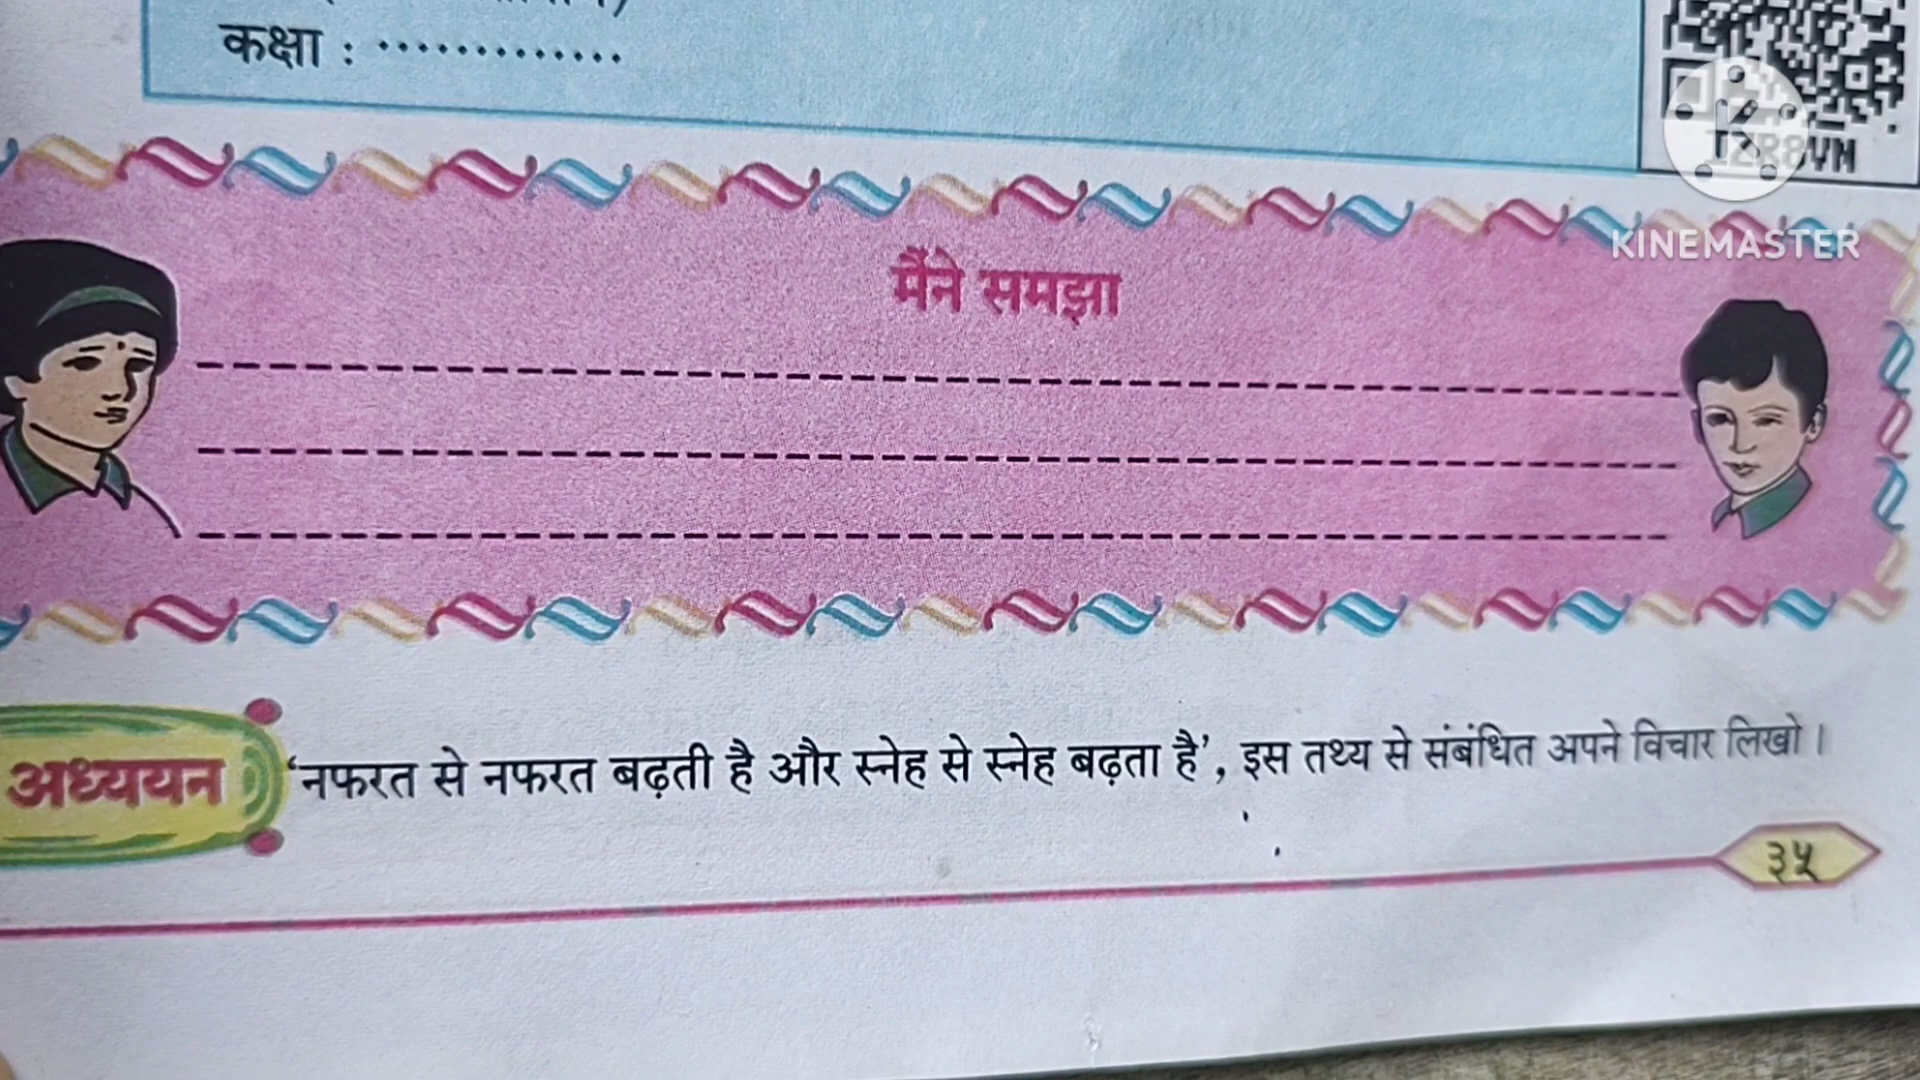 कक्षा : .............
KINEMASTER
मैंने समझा
अध्ययन
‘नफरत से नफरत बढ़ती है और स्नेह से स्नेह बढ़ता है’, इस तथ्य से संबंधित अपने विचार लिखो ।
३५